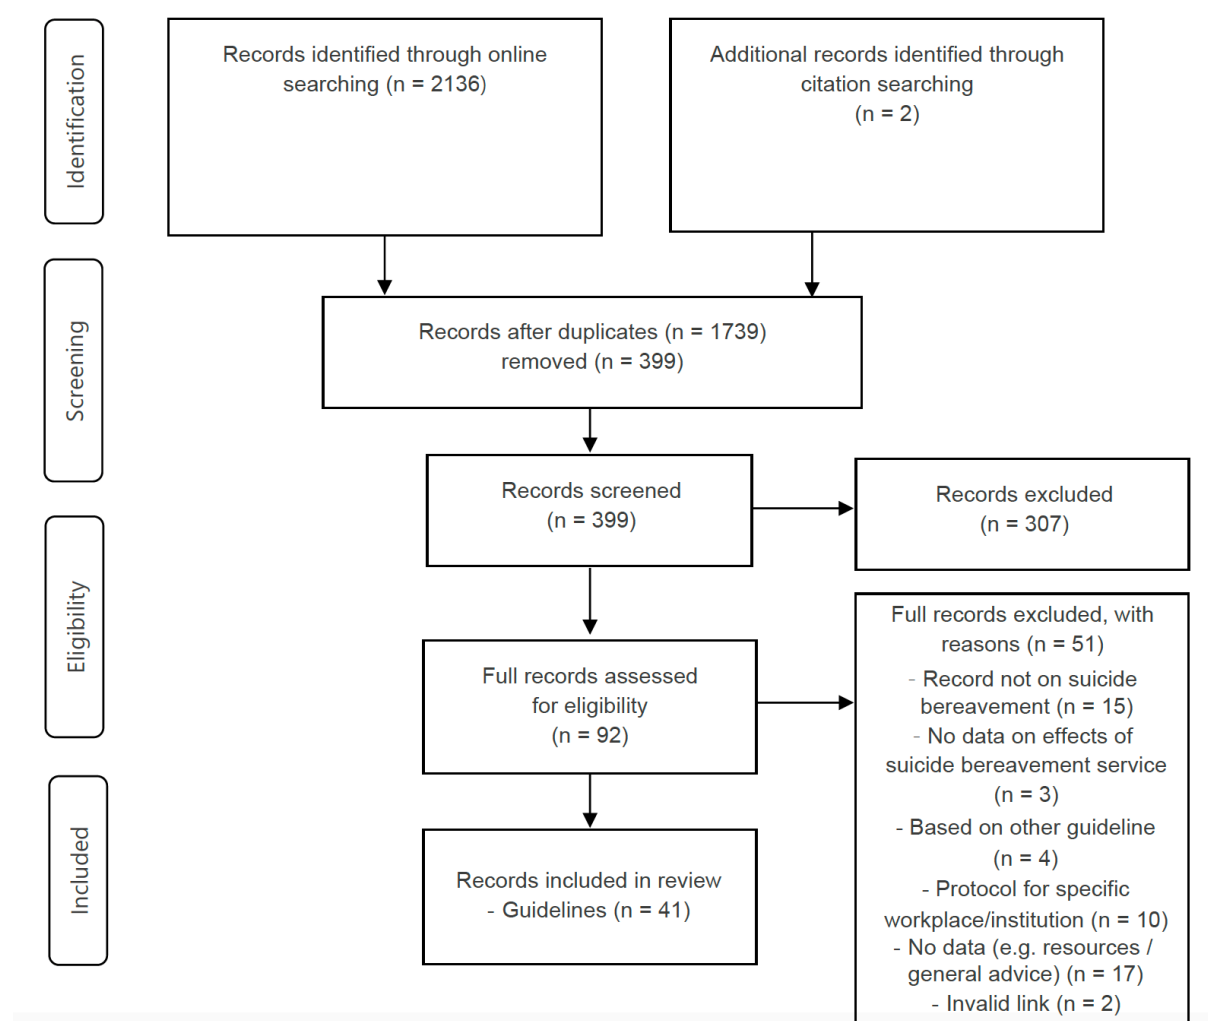 Identification
Records identified through online
searching (n = 2136)
Additional records identified through
citation searching
(n = 2)
Screening
Records after duplicates (n = 1739)
removed (n = 399)
Records screened
(n = 399)
Records excluded
(n = 307)
Eligibility
Full records assessed
for eligibility
(n = 92)
Full records excluded, with
reasons (n = 51)
- Record not on suicide
bereavement (n = 15)
- No data on effects of
suicide bereavement service
(n = 3)
- Based on other guideline
(n = 4)
- Protocol for specific
workplace/institution (n = 10)
- No data (e.g. resources /
general advice) (n = 17)
- Invalid link (n = 2)
Included
Records included in review
- Guidelines (n = 41)